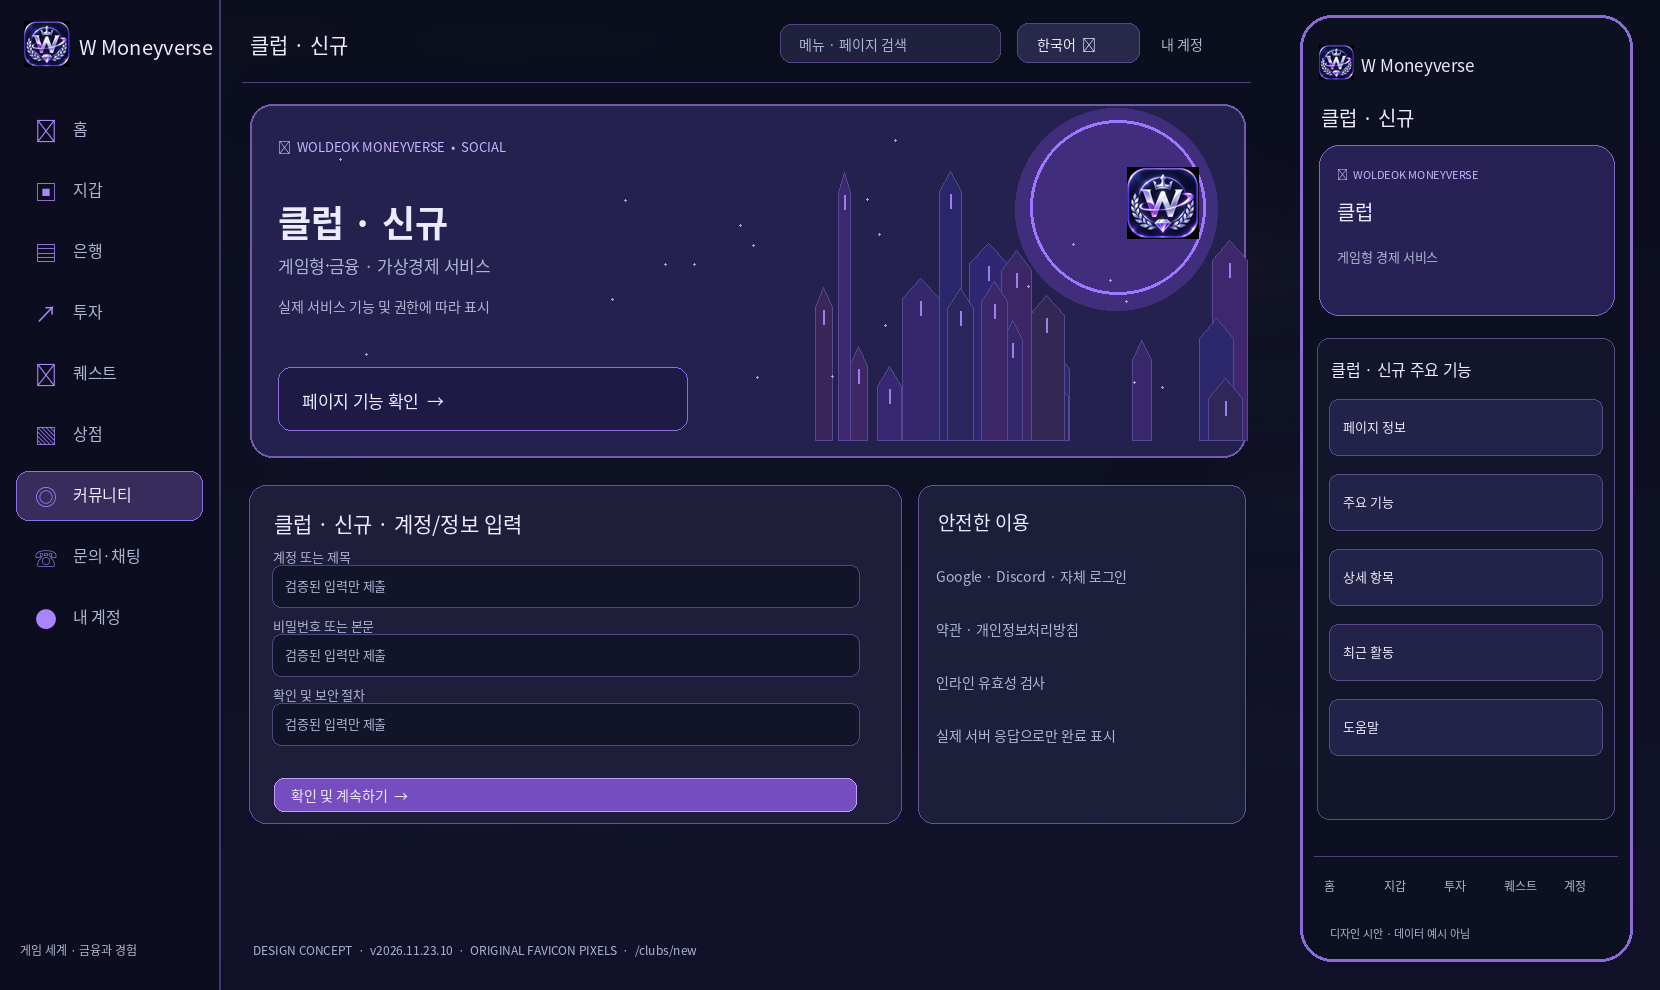 W Moneyverse
홈
지갑
은행
투자
퀘스트
상점
커뮤니티
문의·채팅
내 계정
게임 세계 · 금융과 경험
클럽 · 신규
메뉴 · 페이지 검색
한국어
내 계정
WOLDEOK MONEYVERSE • SOCIAL
클럽 · 신규
게임형·금융 · 가상경제 서비스
실제 서비스 기능 및 권한에 따라 표시
페이지 기능 확인 →
클럽 · 신규 · 계정/정보 입력
계정 또는 제목
검증된 입력만 제출
비밀번호 또는 본문
검증된 입력만 제출
확인 및 보안 절차
검증된 입력만 제출
확인 및 계속하기 →
안전한 이용
Google · Discord · 자체 로그인
약관 · 개인정보처리방침
인라인 유효성 검사
실제 서버 응답으로만 완료 표시
DESIGN CONCEPT · v2026.11.23.10 · ORIGINAL FAVICON PIXELS · /clubs/new
W Moneyverse
클럽 · 신규
WOLDEOK MONEYVERSE
클럽
게임형 경제 서비스
클럽 · 신규 주요 기능
페이지 정보
주요 기능
상세 항목
최근 활동
도움말
홈 지갑 투자 퀘스트 계정
디자인 시안 · 데이터 예시 아님